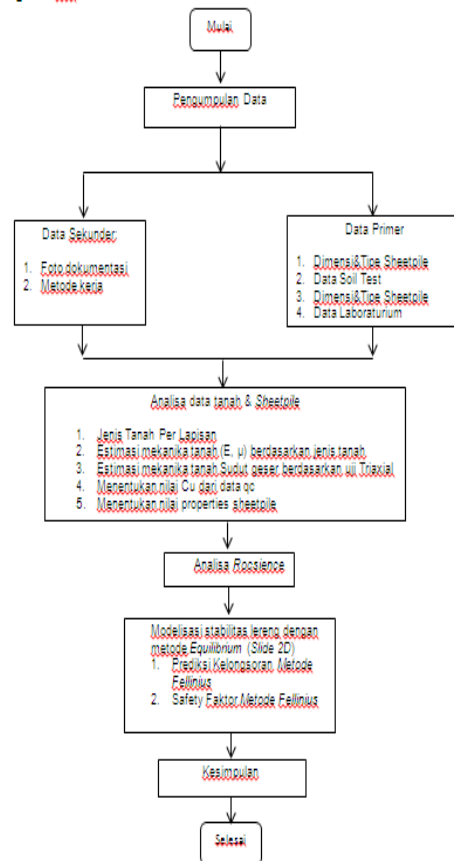 Mulai
Pengumpulan Data
Data Sekunder:
1. Foto dokumentasi
2. Metode kerja
Data Primer
1. Dimensi&Tipe Sheetpile
2. Data Soil Test
3. Dimensi&Tipe Sheetpile
4. Data Laboraturium
Analisa data tanah & Sheetpile
1. Jenis Tanah Per Lapisan
2. Estimasi mekanika tanah (E, μ) berdasarkan jenis tanah
3. Estimasi mekanika tanah Sudut geser berdasarkan uji Triaxial
4. Menentukan nilai Cu dari data qc
5. Menentukan nilai properties sheetpile
Analisa Rocsience
Modelisasi stabilitas lereng dengan
metode Equilibrium (Slide 2D)
1. Prediksi Kelongsoran Metode
Fellinius
2. Safety Faktor Metode Fellinius
Kesimpulan
Selesai